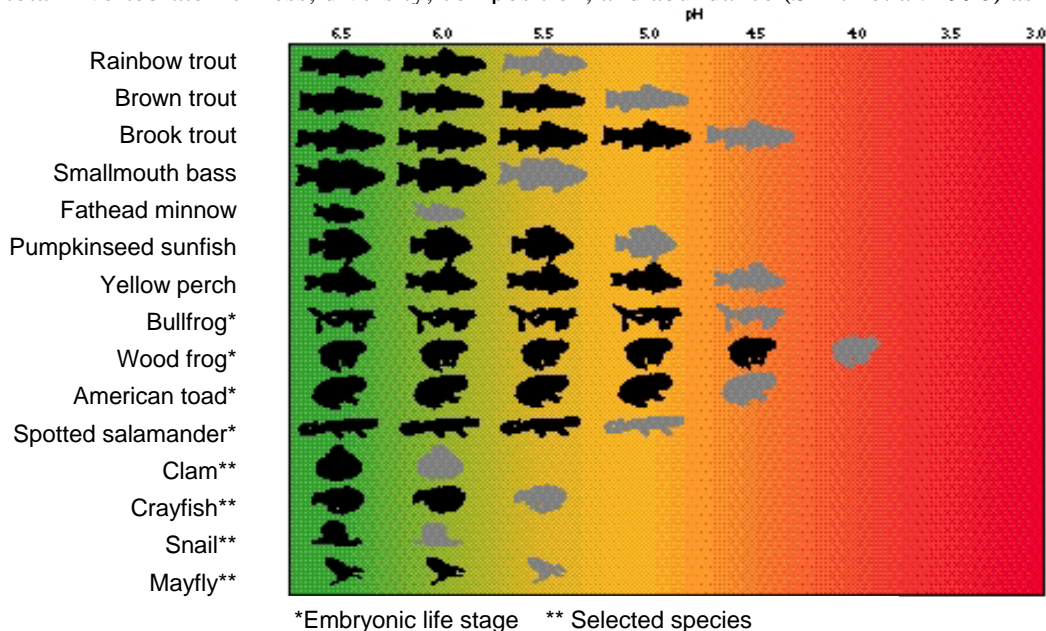 pH
6.5 6.0 5.5 5.0 4.5 4.0 3.5 3.0
Rainbow trout
Brown trout
Brook trout
Smallmouth bass
Fathead minnow
Pumpkinseed sunfish
Yellow perch
Bullfrog*
Wood frog*
American toad*
Spotted salamander*
Clam**
Crayfish**
Snail**
Mayfly**
*Embryonic life stage ** Selected species